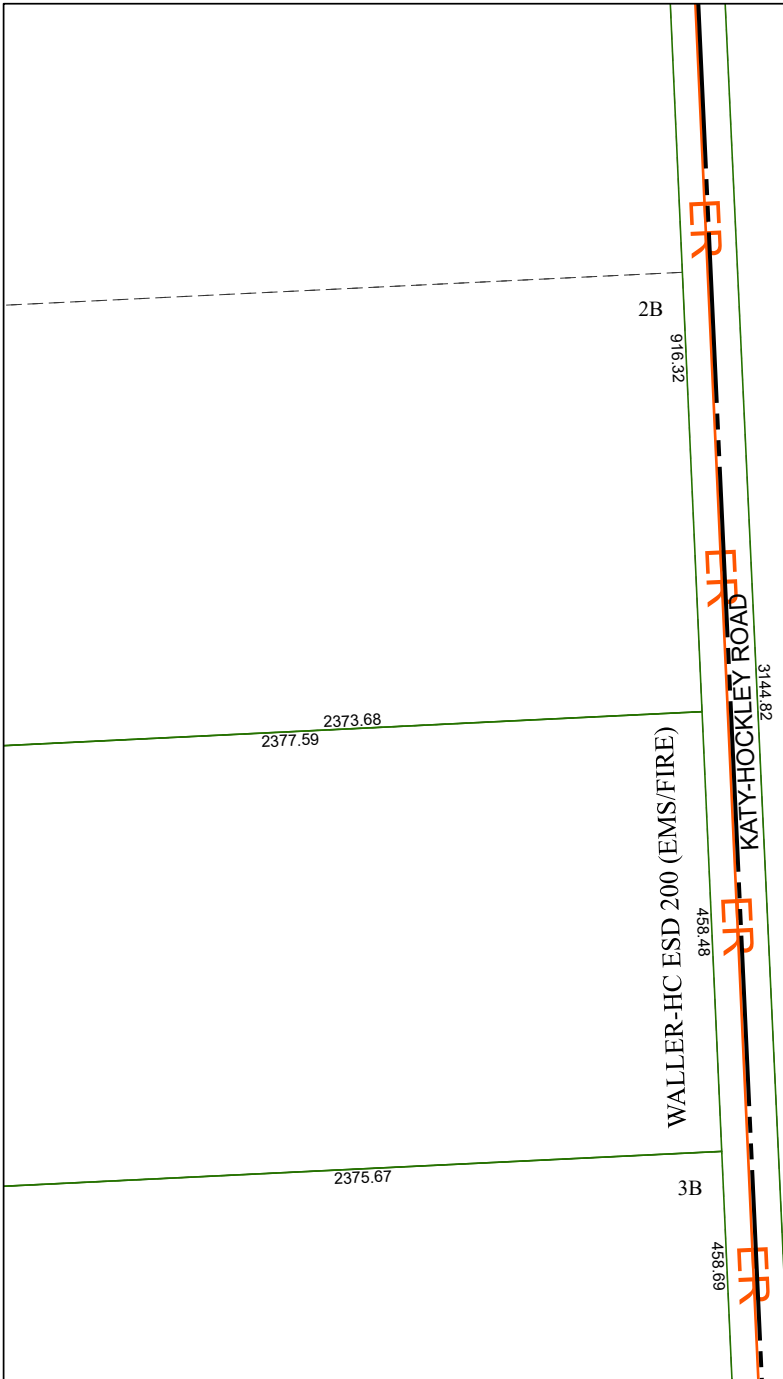 ER
2B
916.32
ER
KATY-HOCKLEY ROAD
3144.82
2373.68
2377.59
WALLER-HC ESD 200 (EMS/FIRE)
458.48
ER
2375.67
3B
458.69
ER